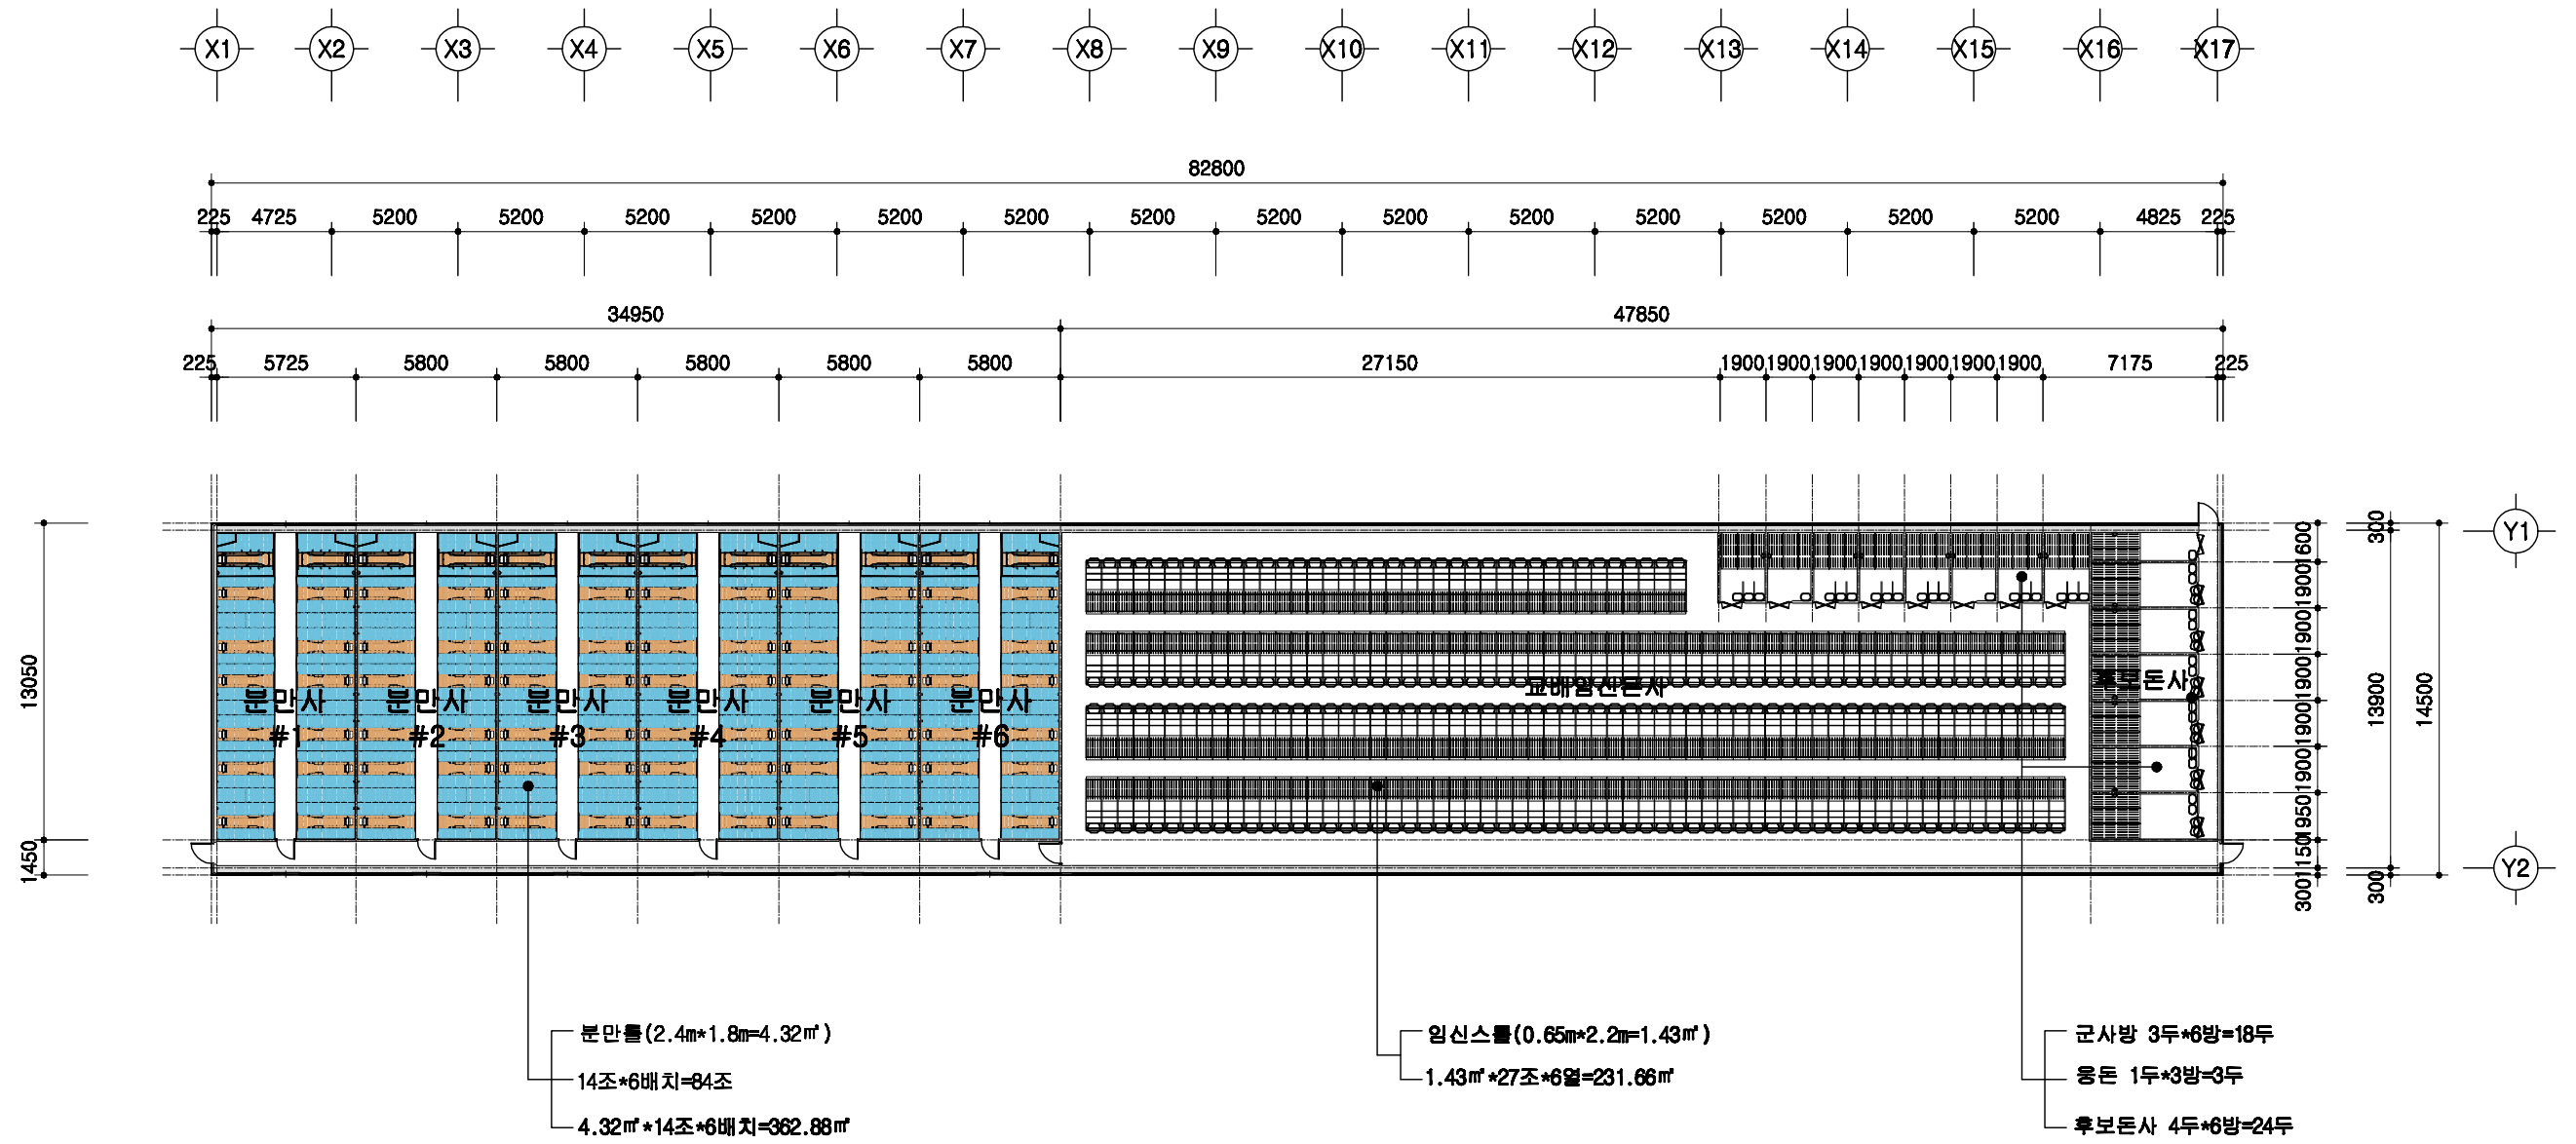 X1 X2 X3 X4 X5 X6 X7 X8 X9 X10 X11 X12 X13 X14 X15 X16 X17
82800
225 4725 5200 5200 5200 5200 5200 5200 5200 5200 5200 5200 5200 5200 5200 5200 4825 225
34950 47850
225 5725 5800 5800 5800 5800 5800 27150 1900 1900 1900 1900 1900 1900 1900 7175 225
13050
1450
분만사
#1
분만사
#2
분만사
#3
분만사
#4
분만사
#5
분만사
#6
교배임신돈사
후보돈사
600
1900
1900
1900
1900
1900
1950
1150
300
300
13900
300
14500
Y1
Y2
분만틀(2.4m*1.8m=4.32㎡)
14조*6배치=84조
4.32㎡*14조*6배치=362.88㎡
임신스톨(0.65m*2.2m=1.43㎡)
1.43㎡*27조*6열=231.66㎡
군사방 3두*6방=18두
웅돈 1두*3방=3두
후보돈사 4두*6방=24두